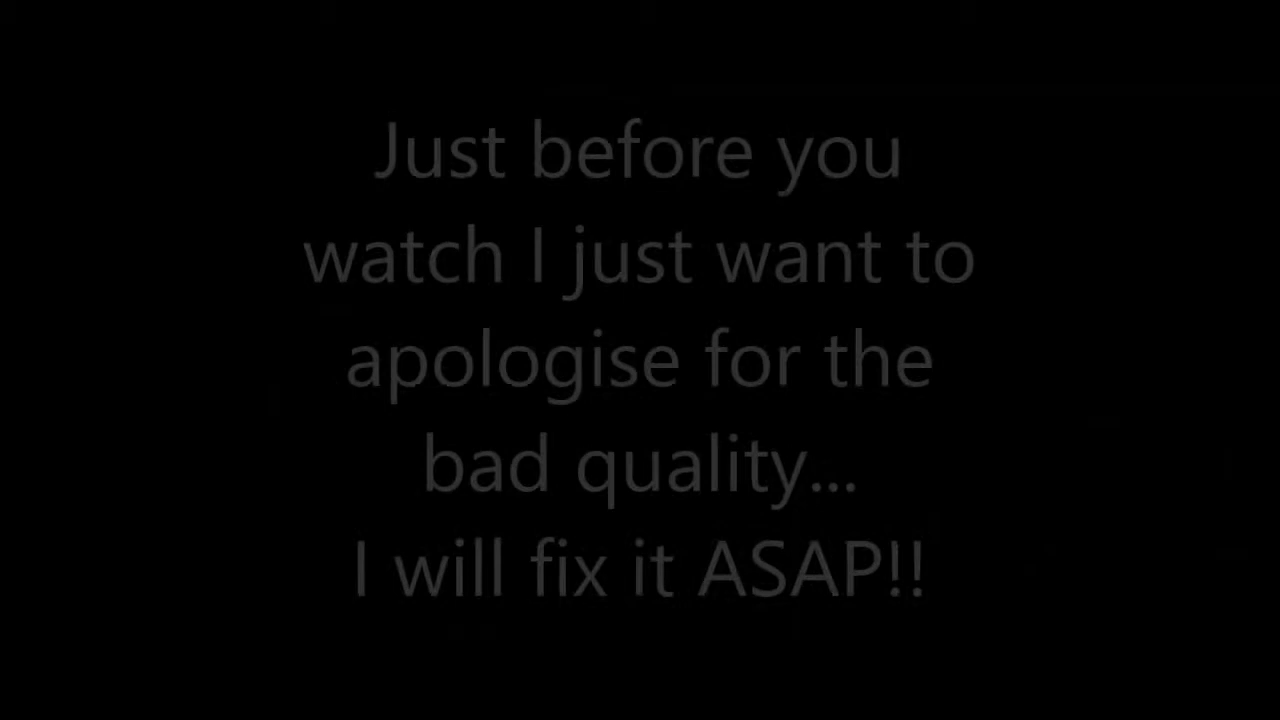 Just before you
watch I just want to
apologise for the
bad quality...
I will fix it ASAP!!